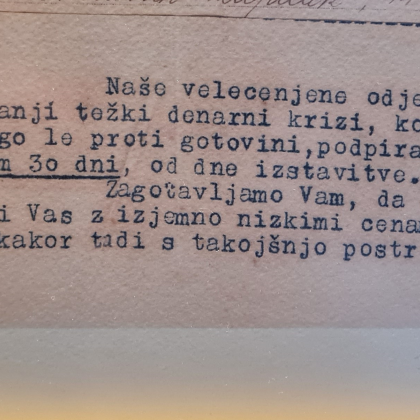 Naše velecenjene odje
anji težki denarni krizi, ko
go le proti gotovini,podpira
m 30 dni, od dne izstavitve.
Zagotavljamo Vam, da
i Vas z izjemno nizkimi cenam
kakor tudi s takojšnjo postr